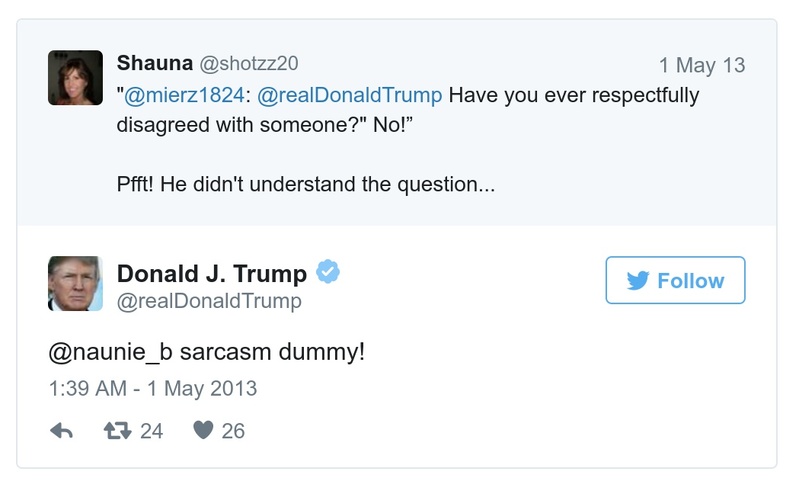 Shauna @shotzz20 1 May 13
"@mierz1824: @realDonaldTrump Have you ever respectfully
disagreed with someone?" No!”
Pfft! He didn't understand the question...
Donald J. Trump
@realDonaldTrump
Follow
@naunie_b sarcasm dummy!
1:39 AM - 1 May 2013
24 26